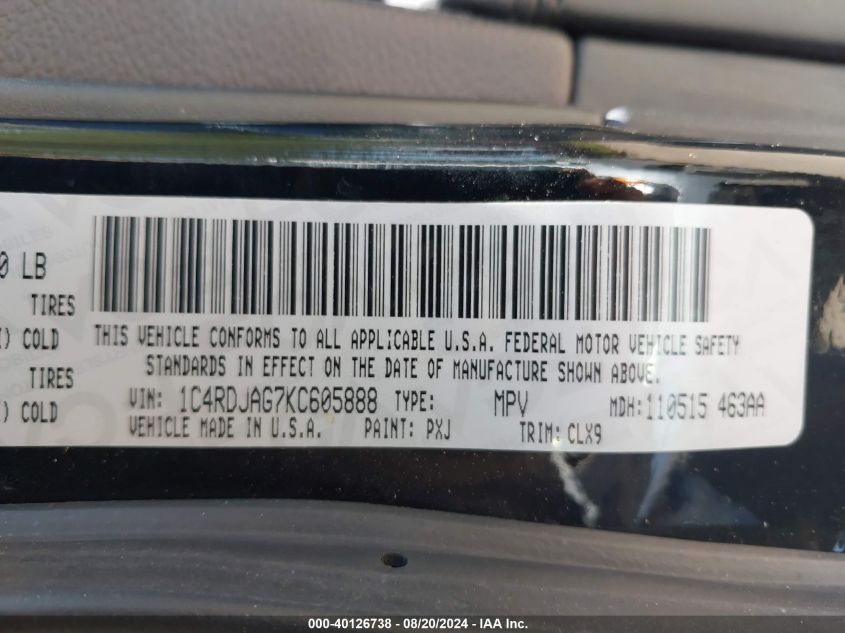 0 LB
TIRES
) COLD
TIRES
) COLD
THIS VEHICLE CONFORMS TO ALL APPLICABLE U.S.A. FEDERAL MOTOR VEHICLE SAFETY
STANDARDS IN EFFECT ON THE DATE OF MANUFACTURE SHOWN ABOVE.
VIN: 1C4RDJAG7KC605888 TYPE: MPV MDH:110515 463AA
VEHICLE MADE IN U.S.A. PAINT: PXJ TRIM: CLX9
000-40126738 - 08/20/2024 - IAA Inc.